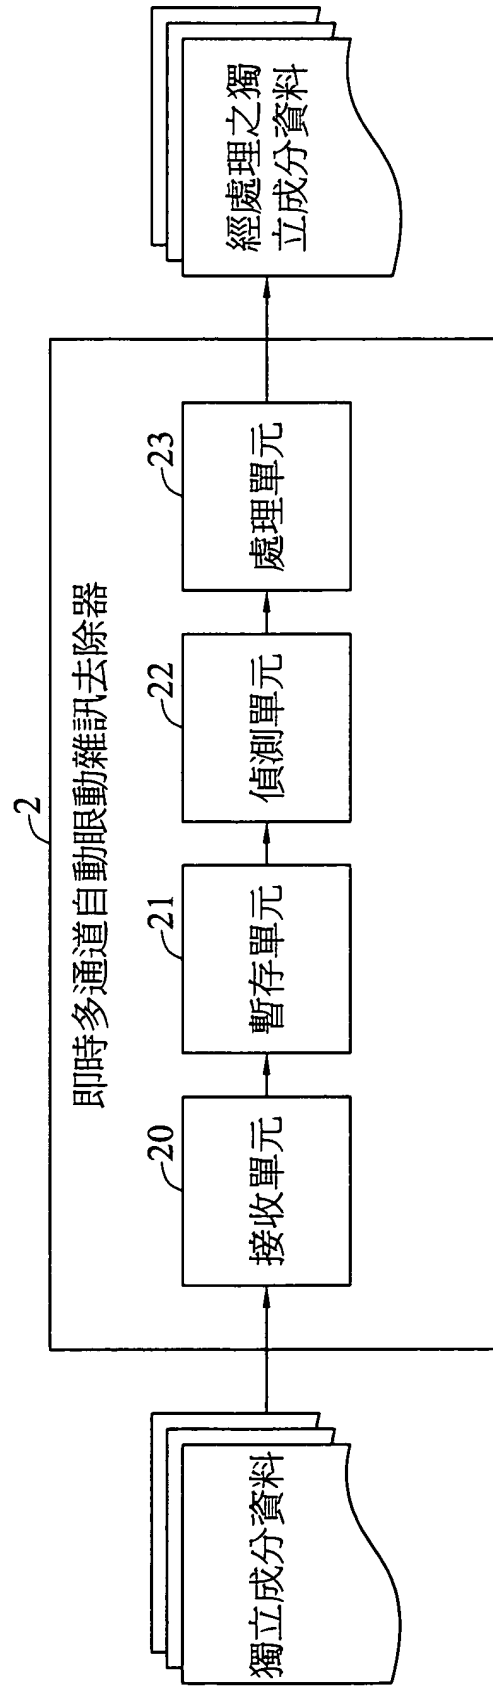 2
即時多通道自動眼動雜訊去除器
獨立成分資料
20
接收單元
21
暫存單元
22
偵測單元
23
處理單元
經處理之獨
立成分資料